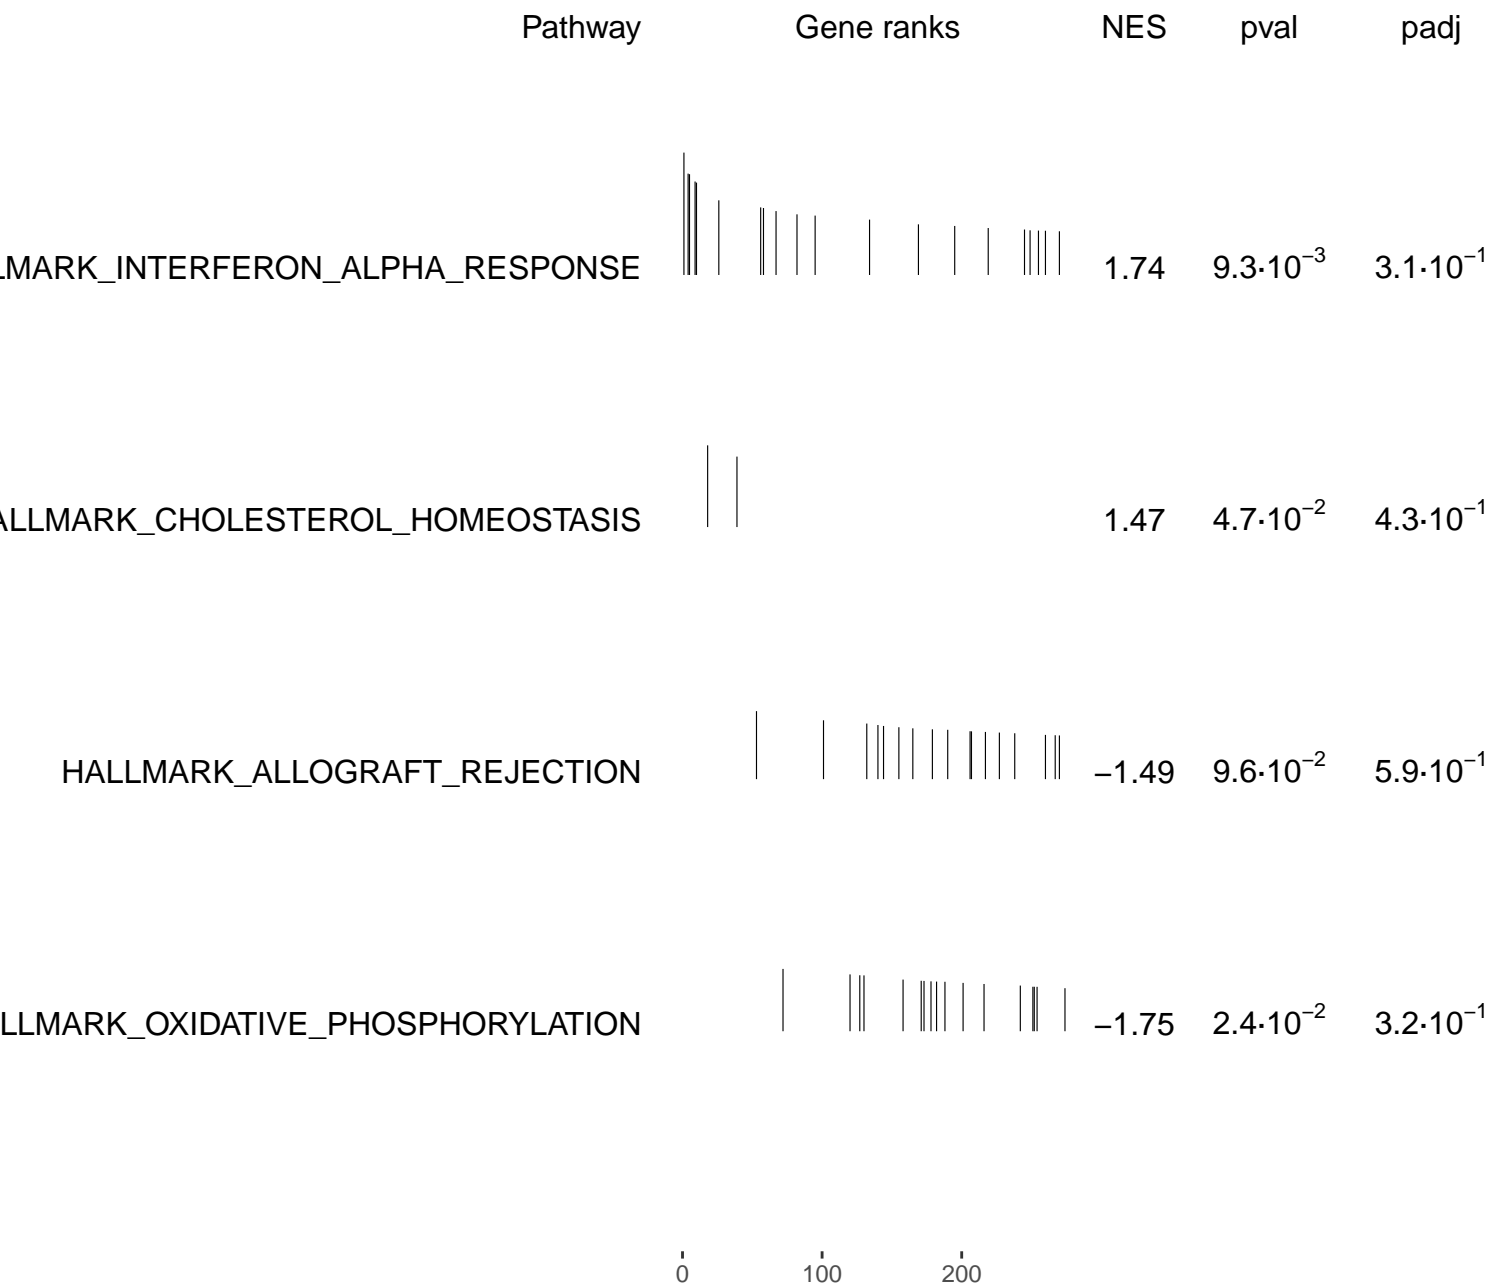 Pathway Gene ranks NES pval padj
LMARK_INTERFERON_ALPHA_RESPONSE 1.74 9.3·10⁻³ 3.1·10⁻¹
ALLMARK_CHOLESTEROL_HOMEOSTASIS 1.47 4.7·10⁻² 4.3·10⁻¹
HALLMARK_ALLOGRAFT_REJECTION −1.49 9.6·10⁻² 5.9·10⁻¹
LLMARK_OXIDATIVE_PHOSPHORYLATION −1.75 2.4·10⁻² 3.2·10⁻¹
0 100 200